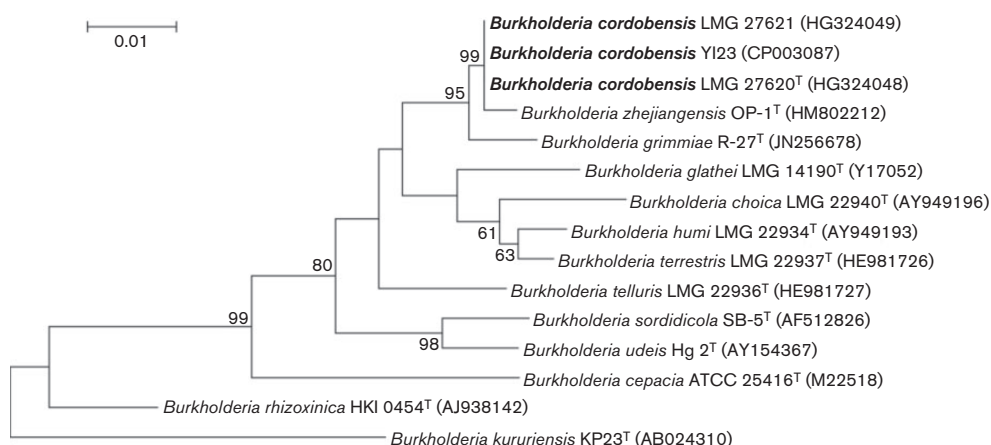 Burkholderia cordobensis LMG 27621 (HG324049)
0.01
Burkholderia cordobensis YI23 (CP003087)
99
Burkholderia cordobensis LMG 27620T (HG324048)
95
Burkholderia zhejiangensis OP-1T (HM802212)
Burkholderia grimmiae R-27T (JN256678)
Burkholderia glathei LMG 14190T (Y17052)
Burkholderia choica LMG 22940T (AY949196)
61
Burkholderia humi LMG 22934T (AY949193)
63
Burkholderia terrestris LMG 22937T (HE981726)
80
Burkholderia telluris LMG 22936T (HE981727)
99
Burkholderia sordidicola SB-5T (AF512826)
98
Burkholderia udeis Hg 2T (AY154367)
Burkholderia cepacia ATCC 25416T (M22518)
Burkholderia rhizoxinica HKI 0454T (AJ938142)
Burkholderia kururiensis KP23T (AB024310)